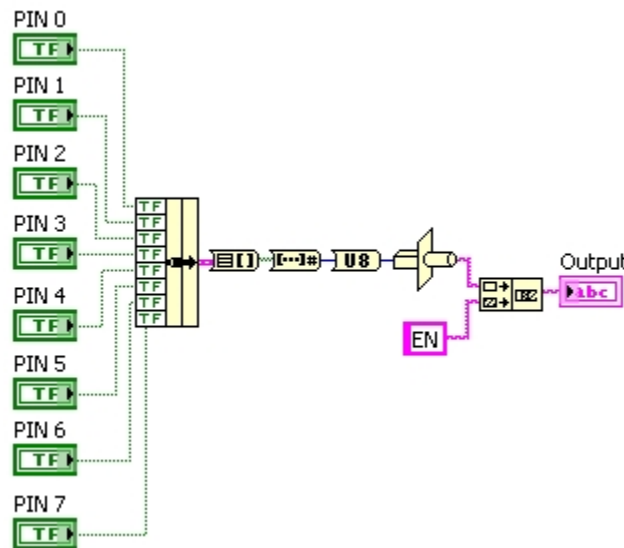 PIN 0
TF
PIN 1
TF
PIN 2
TF
PIN 3
TF
PIN 4
TF
PIN 5
TF
PIN 6
TF
PIN 7
TF
TF
TF
TF
TF
TF
TF
TF
TF
[]
[...]#
U8
EN
Output
abc